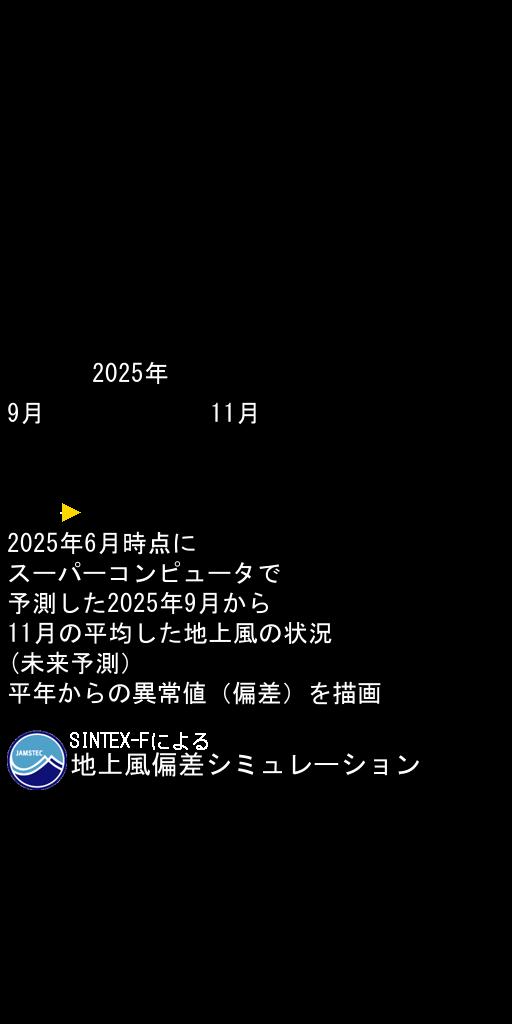 2025年
9月 11月
2025年6月時点に
スーパーコンピュータで
予測した2025年9月から
11月の平均した地上風の状況
(未来予測)
平年からの異常値（偏差）を描画
JAMSTEC
SINTEX-Fによる
地上風偏差シミュレーション